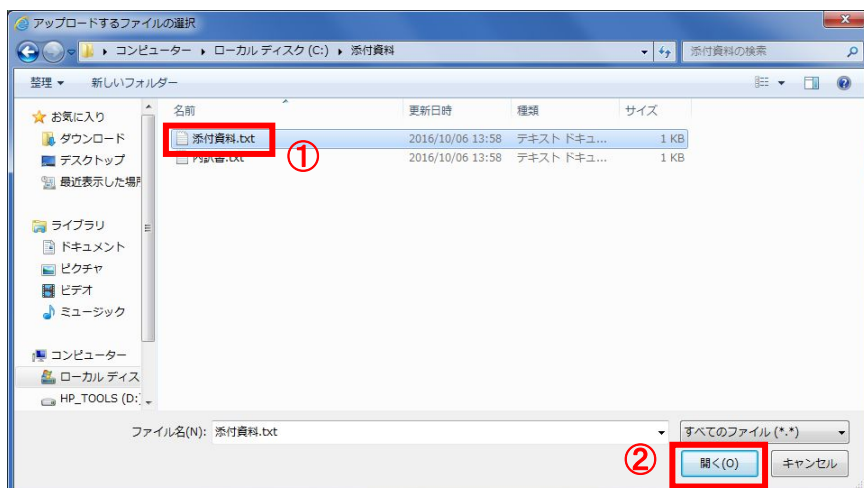 アップロードするファイルの選択
コンピューター ▸ ローカル ディスク (C:) ▸ 添付資料
添付資料の検索
整理 新しいフォルダー
名前 更新日時 種類 サイズ
添付資料.txt 2016/10/06 13:58 テキスト ドキュ... 1 KB
① 
.txt 2016/10/06 13:58 テキスト ドキュ... 1 KB
お気に入り
ダウンロード
デスクトップ
最近表示した場所
ライブラリ
ドキュメント
ピクチャ
ビデオ
ミュージック
コンピューター
ローカル ディス
HP_TOOLS (D:)
ファイル名(N): 添付資料.txt すべてのファイル (*.*)
② 開く(O) キャンセル